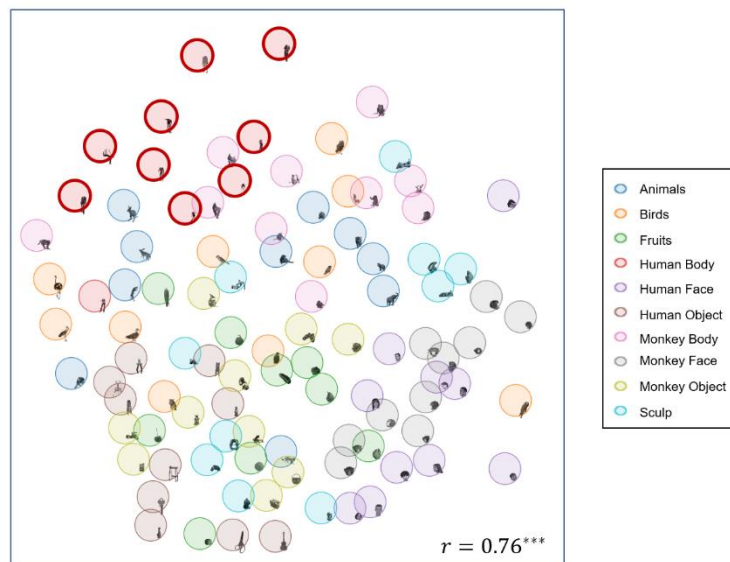 Animals
Birds
Fruits
Human Body
Human Face
Human Object
Monkey Body
Monkey Face
Monkey Object
Sculp
r = 0.76***